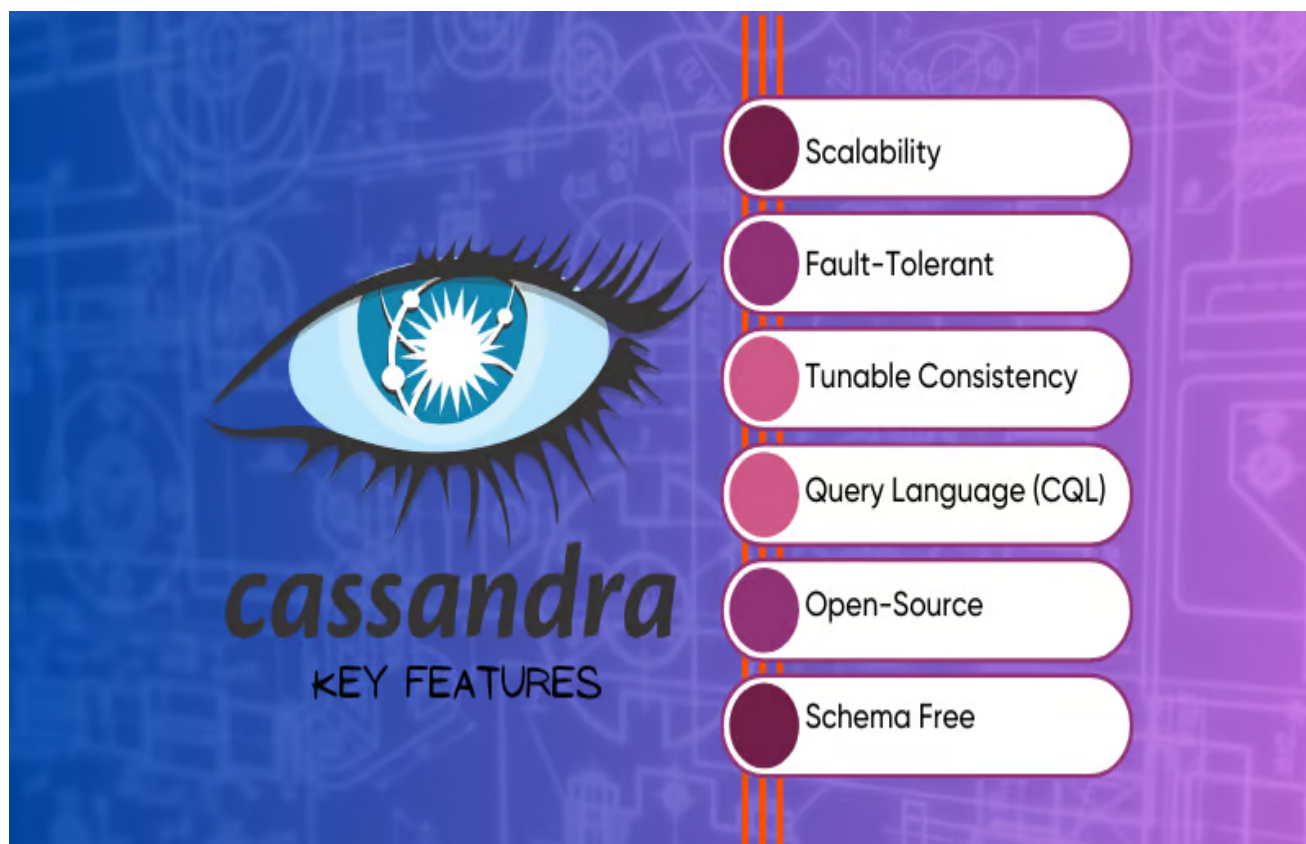 cassandra
KEY FEATURES
Scalability
Fault-Tolerant
Tunable Consistency
Query Language (CQL)
Open-Source
Schema Free